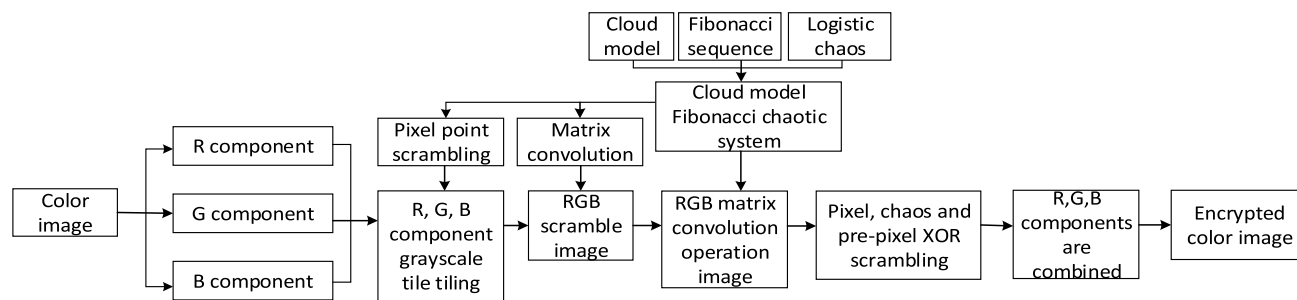 Cloud
model
Fibonacci
sequence
Logistic
chaos
Cloud model
Fibonacci chaotic
system
Pixel point
scrambling
Matrix
convolution
R component
G component
B component
Color
image
R, G, B
component
grayscale
tile tiling
RGB
scramble
image
RGB matrix
convolution
operation
image
Pixel, chaos and
pre-pixel XOR
scrambling
R,G,B
components
are
combined
Encrypted
color image